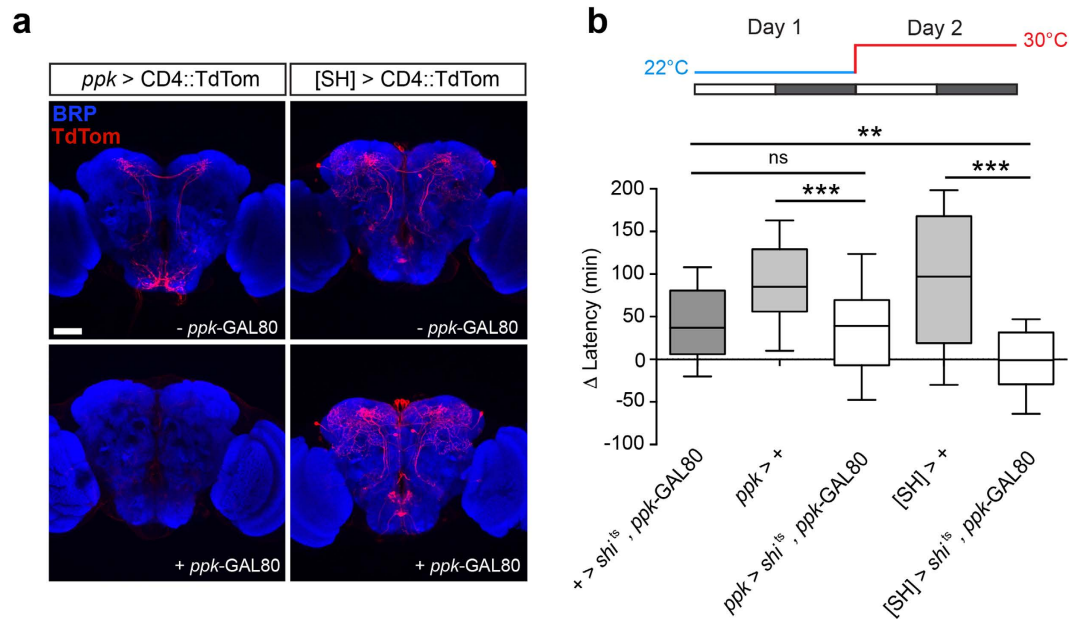 a
ppk > CD4::TdTom
[SH] > CD4::TdTom
BRP
TdTom
- ppk-GAL80
- ppk-GAL80
+ ppk-GAL80
+ ppk-GAL80
b
Day 1
Day 2
22°C
30°C
**
ns
***
***
Δ Latency (min)
200
150
100
50
0
-50
-100
+ > shi ts, ppk-GAL80
ppk > +
ppk > shi ts, ppk-GAL80
[SH] > +
[SH] > shi ts, ppk-GAL80